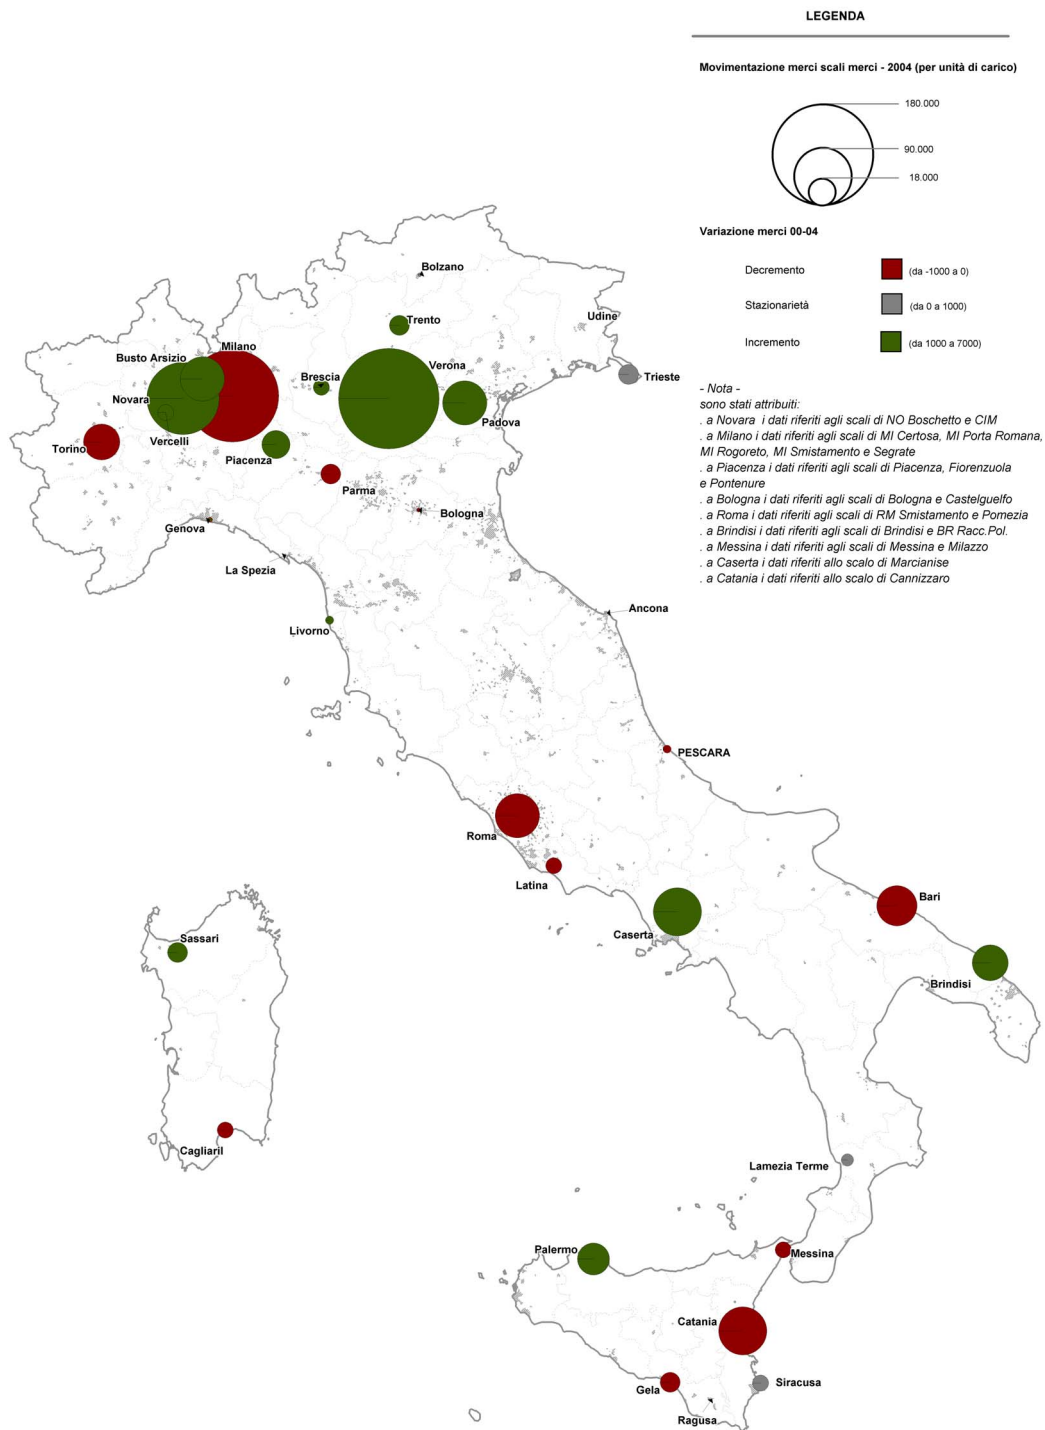 LEGENDA
Movimentazione merci scali merci - 2004 (per unità di carico)
180.000
90.000
18.000
Variazione merci 00-04
Decremento (da -1000 a 0)
Stazionarietà (da 0 a 1000)
Incremento (da 1000 a 7000)
- Nota -
sono stati attribuiti:
. a Novara i dati riferiti agli scali di NO Boschetto e CIM
. a Milano i dati riferiti agli scali di MI Certosa, MI Porta Romana,
MI Rogoreto, MI Smistamento e Segrate
. a Piacenza i dati riferiti agli scali di Piacenza, Fiorenzuola
e Pontenure
. a Bologna i dati riferiti agli scali di Bologna e Castelguelfo
. a Roma i dati riferiti agli scali di RM Smistamento e Pomezia
. a Brindisi i dati riferiti agli scali di Brindisi e BR Racc.Pol.
. a Messina i dati riferiti agli scali di Messina e Milazzo
. a Caserta i dati riferiti allo scalo di Marcianise
. a Catania i dati riferiti allo scalo di Cannizzaro
Bolzano
Trento
Udine
Milano
Busto Arsizio
Verona
Brescia
Trieste
Novara
Padova
Vercelli
Torino
Piacenza
Parma
Bologna
Genova
La Spezia
Ancona
Livorno
PESCARA
Roma
Latina
Bari
Caserta
Sassari
Brindisi
Cagliaril
Lamezia Terme
Palermo
Messina
Catania
Siracusa
Gela
Ragusa